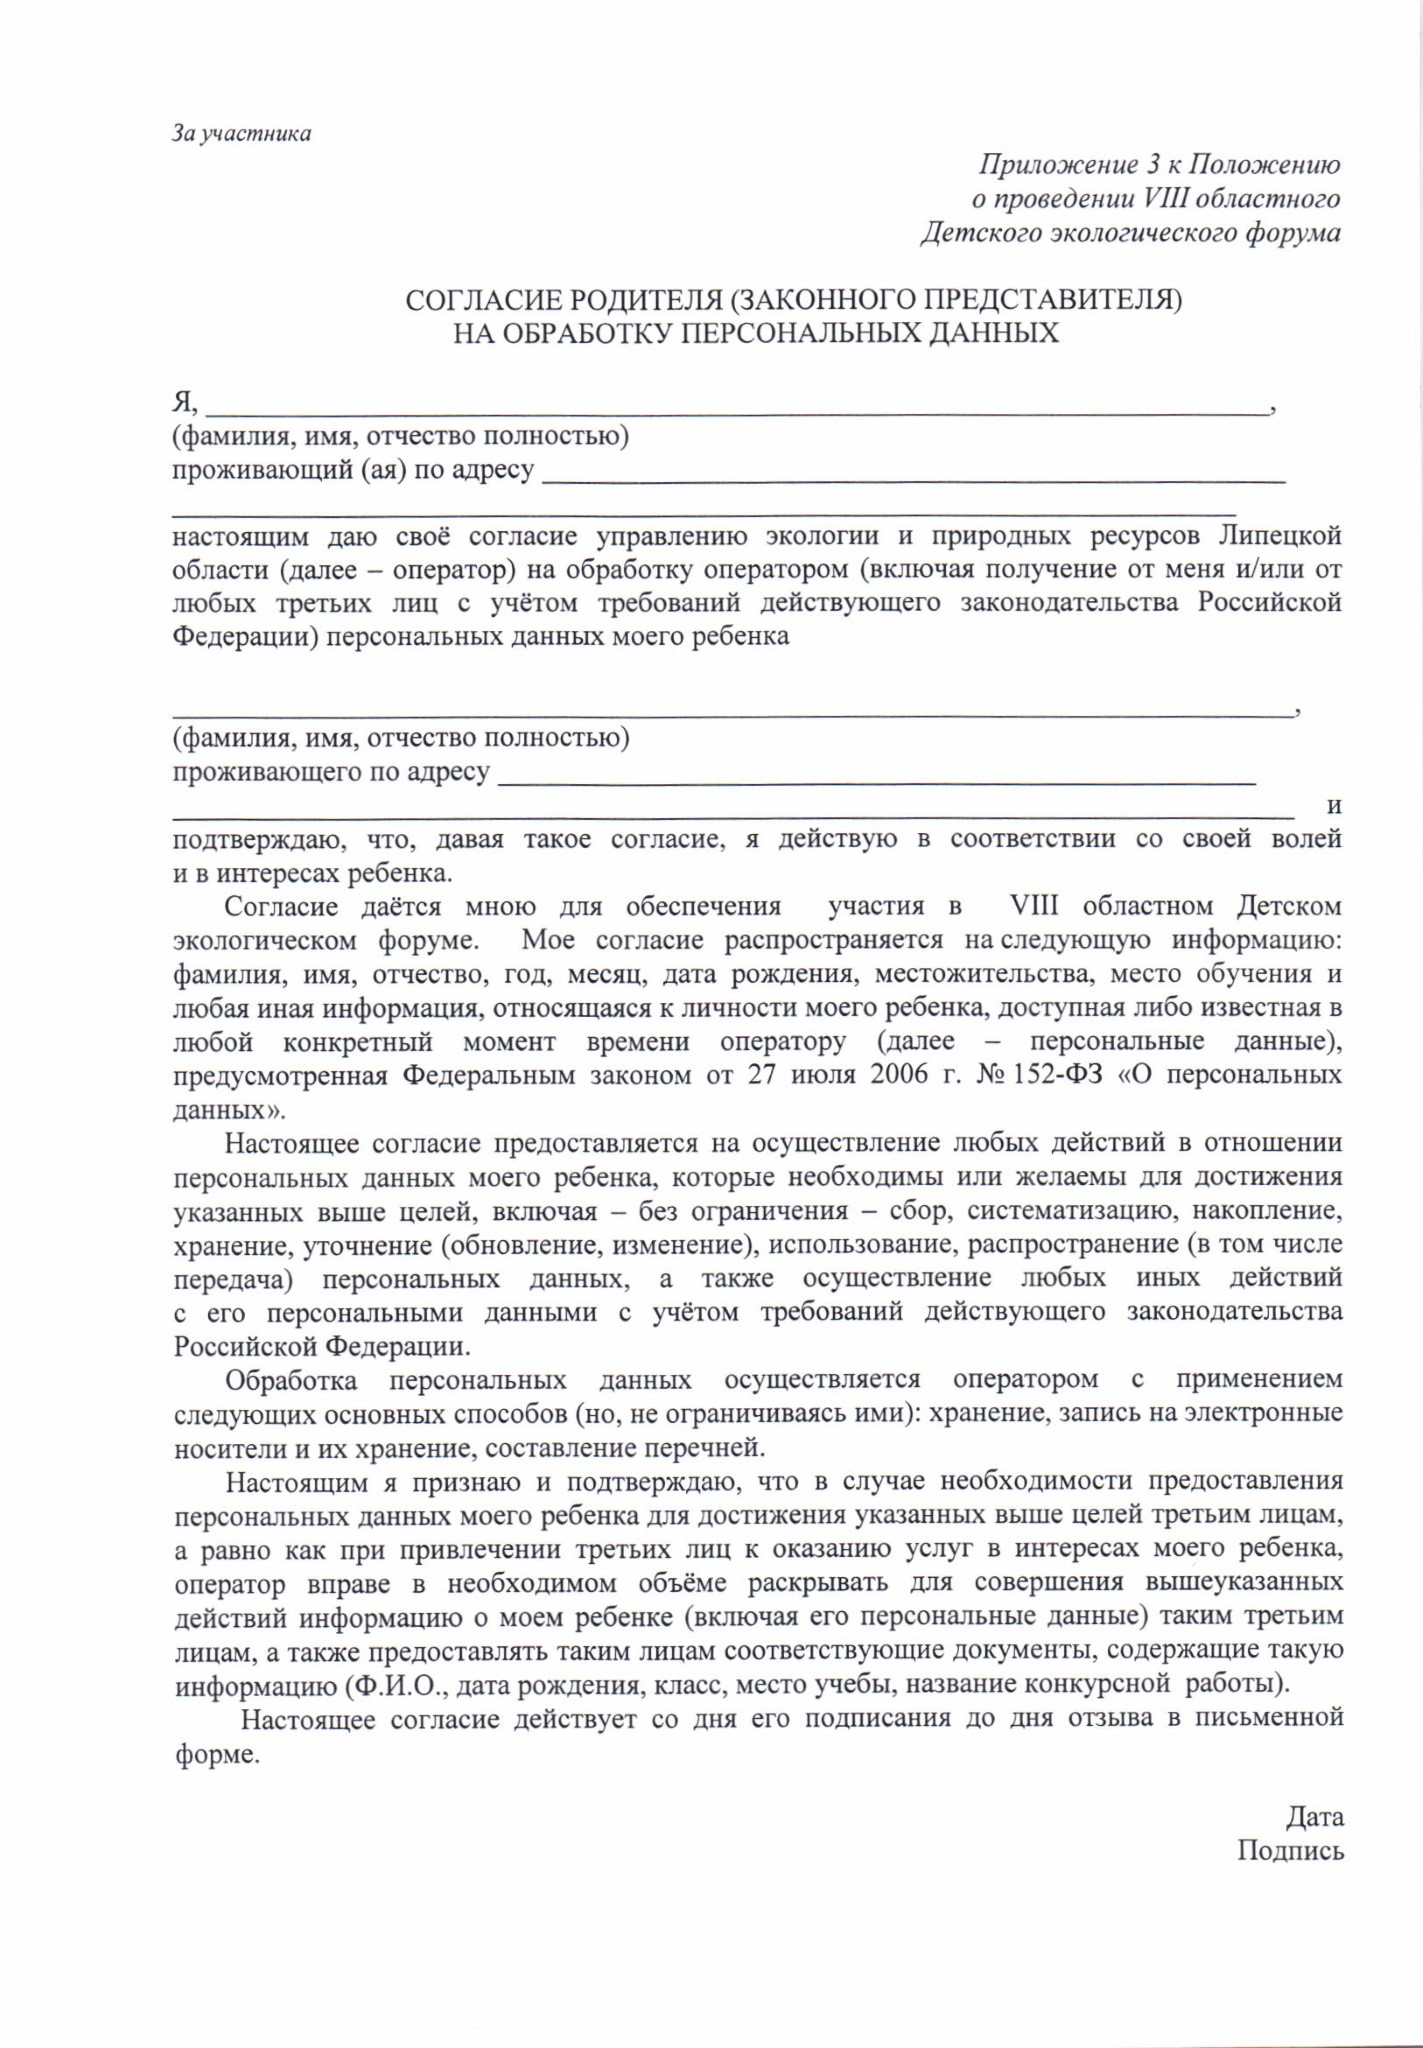 За участника
Приложение 3 к Положению
о проведении VIII областного
Детского экологического форума
СОГЛАСИЕ РОДИТЕЛЯ (ЗАКОННОГО ПРЕДСТАВИТЕЛЯ)
НА ОБРАБОТКУ ПЕРСОНАЛЬНЫХ ДАННЫХ
Я, ____________________________________________________________________________,
(фамилия, имя, отчество полностью)
проживающий (ая) по адресу _____________________________________________________
____________________________________________________________________________
настоящим даю своё согласие управлению экологии и природных ресурсов Липецкой
области (далее – оператор) на обработку оператором (включая получение от меня и/или от
любых третьих лиц с учётом требований действующего законодательства Российской
Федерации) персональных данных моего ребенка
________________________________________________________________________________,
(фамилия, имя, отчество полностью)
проживающего по адресу ______________________________________________________
________________________________________________________________________________ и
подтверждаю, что, давая такое согласие, я действую в соответствии со своей волей
и в интересах ребенка.
Согласие даётся мною для обеспечения участия в VIII областном Детском
экологическом форуме. Мое согласие распространяется на следующую информацию:
фамилия, имя, отчество, год, месяц, дата рождения, местожительства, место обучения и
любая иная информация, относящаяся к личности моего ребенка, доступная либо известная в
любой конкретный момент времени оператору (далее – персональные данные),
предусмотренная Федеральным законом от 27 июля 2006 г. № 152-ФЗ «О персональных
данных».
Настоящее согласие предоставляется на осуществление любых действий в отношении
персональных данных моего ребенка, которые необходимы или желаемы для достижения
указанных выше целей, включая – без ограничения – сбор, систематизацию, накопление,
хранение, уточнение (обновление, изменение), использование, распространение (в том числе
передача) персональных данных, а также осуществление любых иных действий
с его персональными данными с учётом требований действующего законодательства
Российской Федерации.
Обработка персональных данных осуществляется оператором с применением
следующих основных способов (но, не ограничиваясь ими): хранение, запись на электронные
носители и их хранение, составление перечней.
Настоящим я признаю и подтверждаю, что в случае необходимости предоставления
персональных данных моего ребенка для достижения указанных выше целей третьим лицам,
а равно как при привлечении третьих лиц к оказанию услуг в интересах моего ребенка,
оператор вправе в необходимом объёме раскрывать для совершения вышеуказанных
действий информацию о моем ребенке (включая его персональные данные) таким третьим
лицам, а также предоставлять таким лицам соответствующие документы, содержащие такую
информацию (Ф.И.О., дата рождения, класс, место учебы, название конкурсной работы).
Настоящее согласие действует со дня его подписания до дня отзыва в письменной
форме.
Дата
Подпись